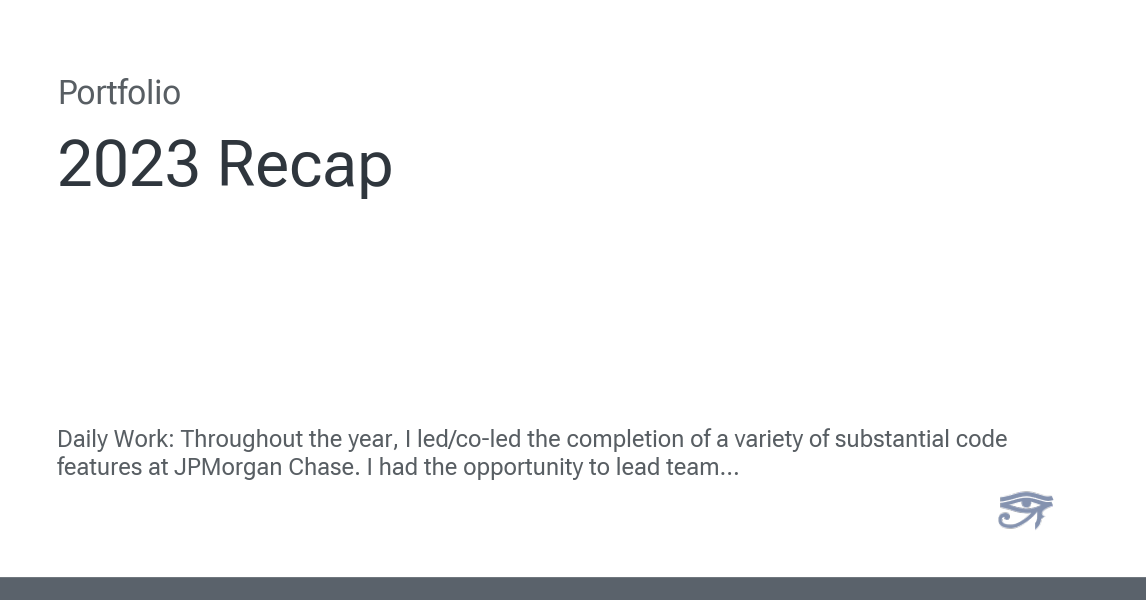 Portfolio
2023 Recap
Daily Work: Throughout the year, I led/co-led the completion of a variety of substantial code
features at JPMorgan Chase. I had the opportunity to lead team...